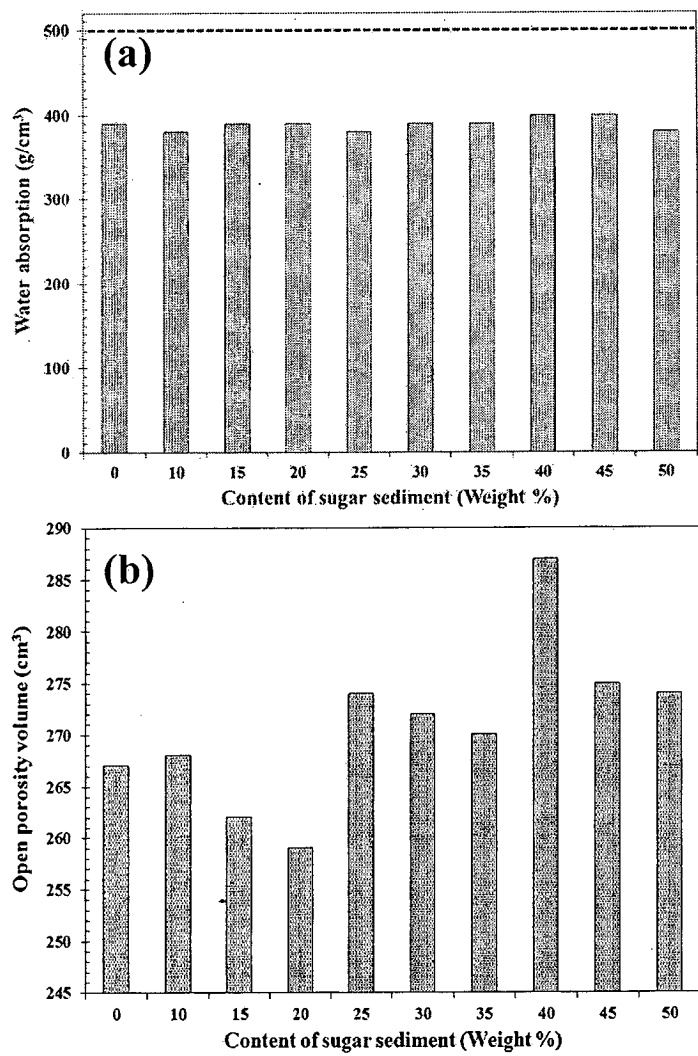 (a)
Water absorption (g/cm³)
500
400
300
200
100
0
0 10 15 20 25 30 35 40 45 50
Content of sugar sediment (Weight %)
(b)
Open porosity volume (cm³)
290
285
280
275
270
265
260
255
250
245
0 10 15 20 25 30 35 40 45 50
Content of sugar sediment (Weight %)